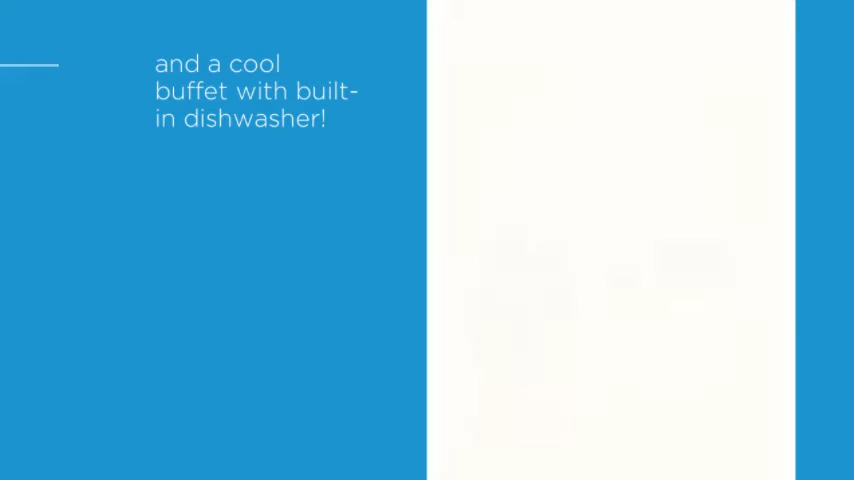 and a cool
buffet with built-
in dishwasher!